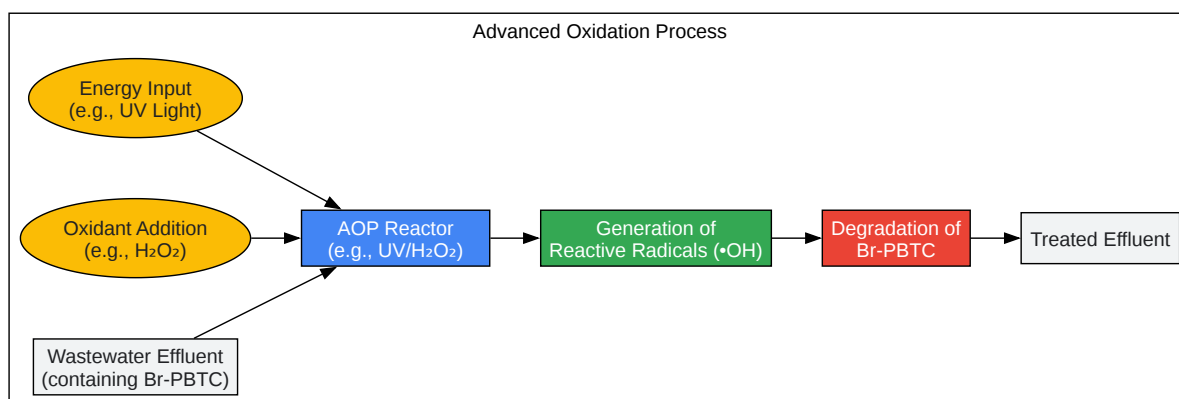 Advanced Oxidation Process
Energy Input
(e.g., UV Light)
Oxidant Addition
(e.g., H₂O₂)
AOP Reactor
(e.g., UV/H₂O₂)
Generation of
Reactive Radicals (•OH)
Degradation of
Br-PBTC
Treated Effluent
Wastewater Effluent
(containing Br-PBTC)